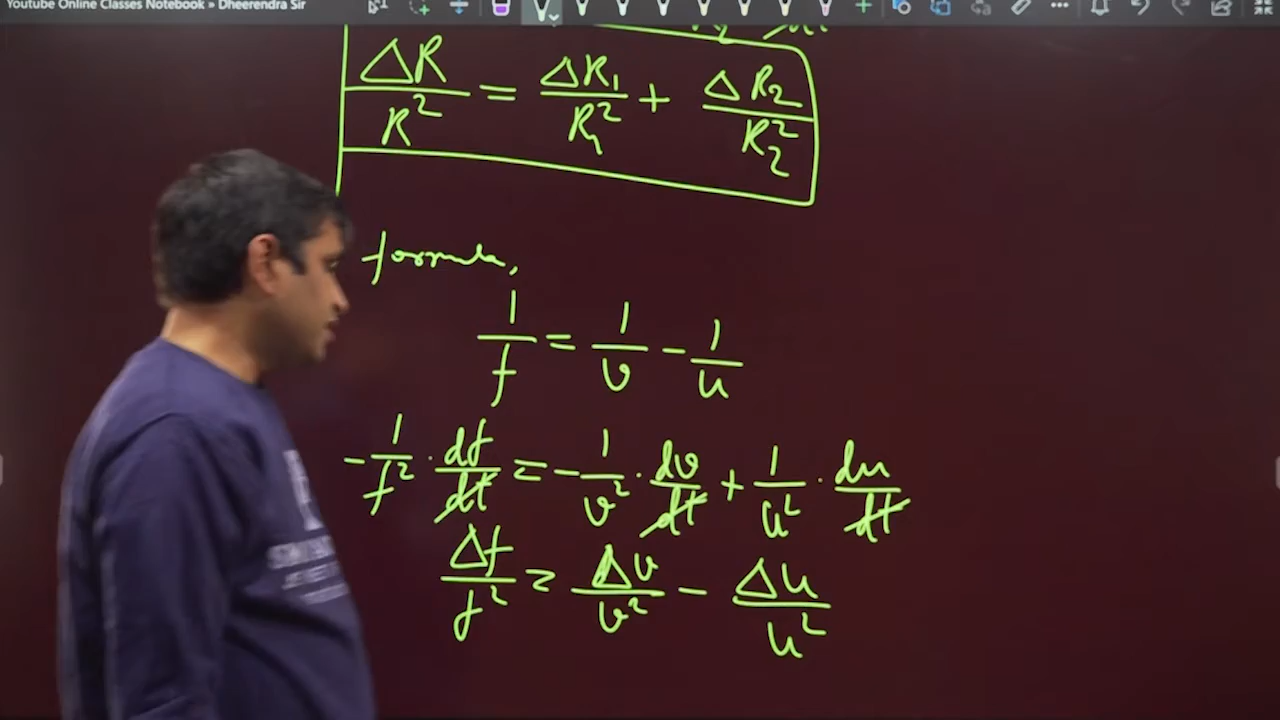 Youtube Online Classes Notebook » Dheerendra Sir
ΔR/R² = ΔR₁/R₁² + ΔR₂/R₂²
formula,
1/f = 1/v - 1/u
-1/f² · df/dt = -1/v² · dv/dt + 1/u² · du/dt
Δf/f² = Δv/v² - Δu/u²